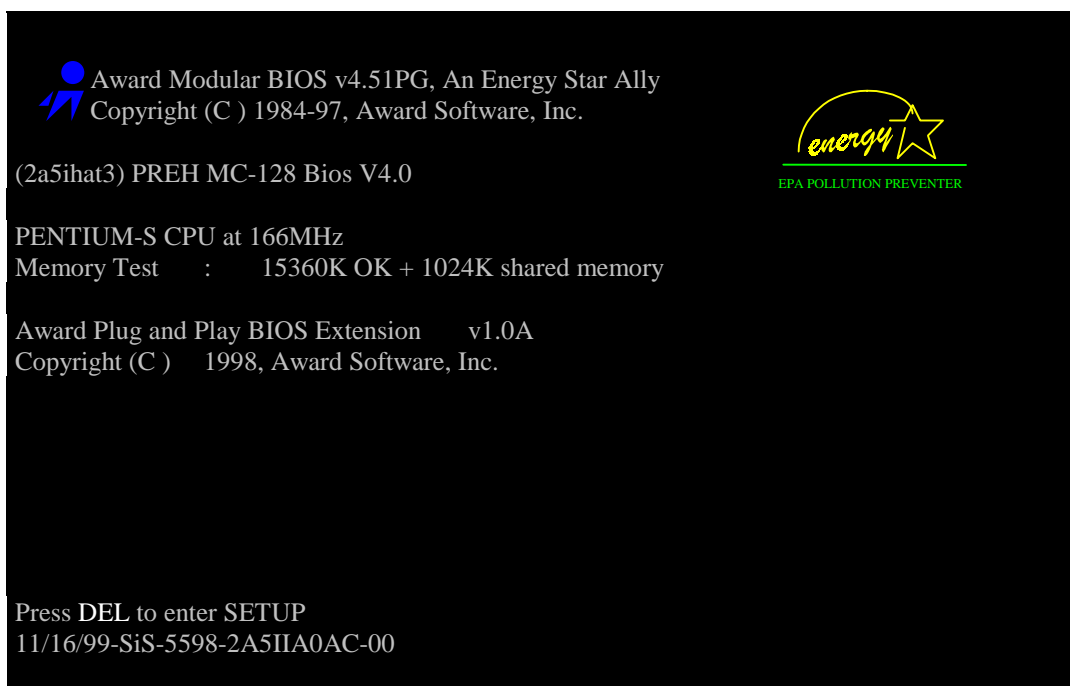 Award Modular BIOS v4.51PG, An Energy Star Ally
Copyright (C ) 1984-97, Award Software, Inc.
energy
EPA POLLUTION PREVENTER
(2a5ihat3) PREH MC-128 Bios V4.0
PENTIUM-S CPU at 166MHz
Memory Test : 15360K OK + 1024K shared memory
Award Plug and Play BIOS Extension v1.0A
Copyright (C ) 1998, Award Software, Inc.
Press DEL to enter SETUP
11/16/99-SiS-5598-2A5IIA0AC-00